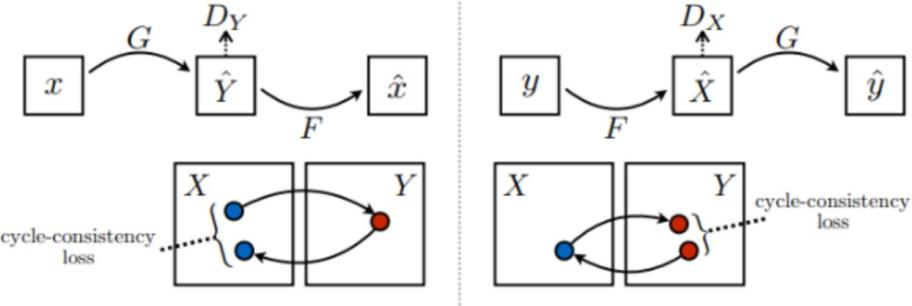 G
D_Y
x
Ŷ
x̂
F
X
Y
cycle-consistency
loss
D_X
G
y
X̂
ŷ
F
X
Y
cycle-consistency
loss